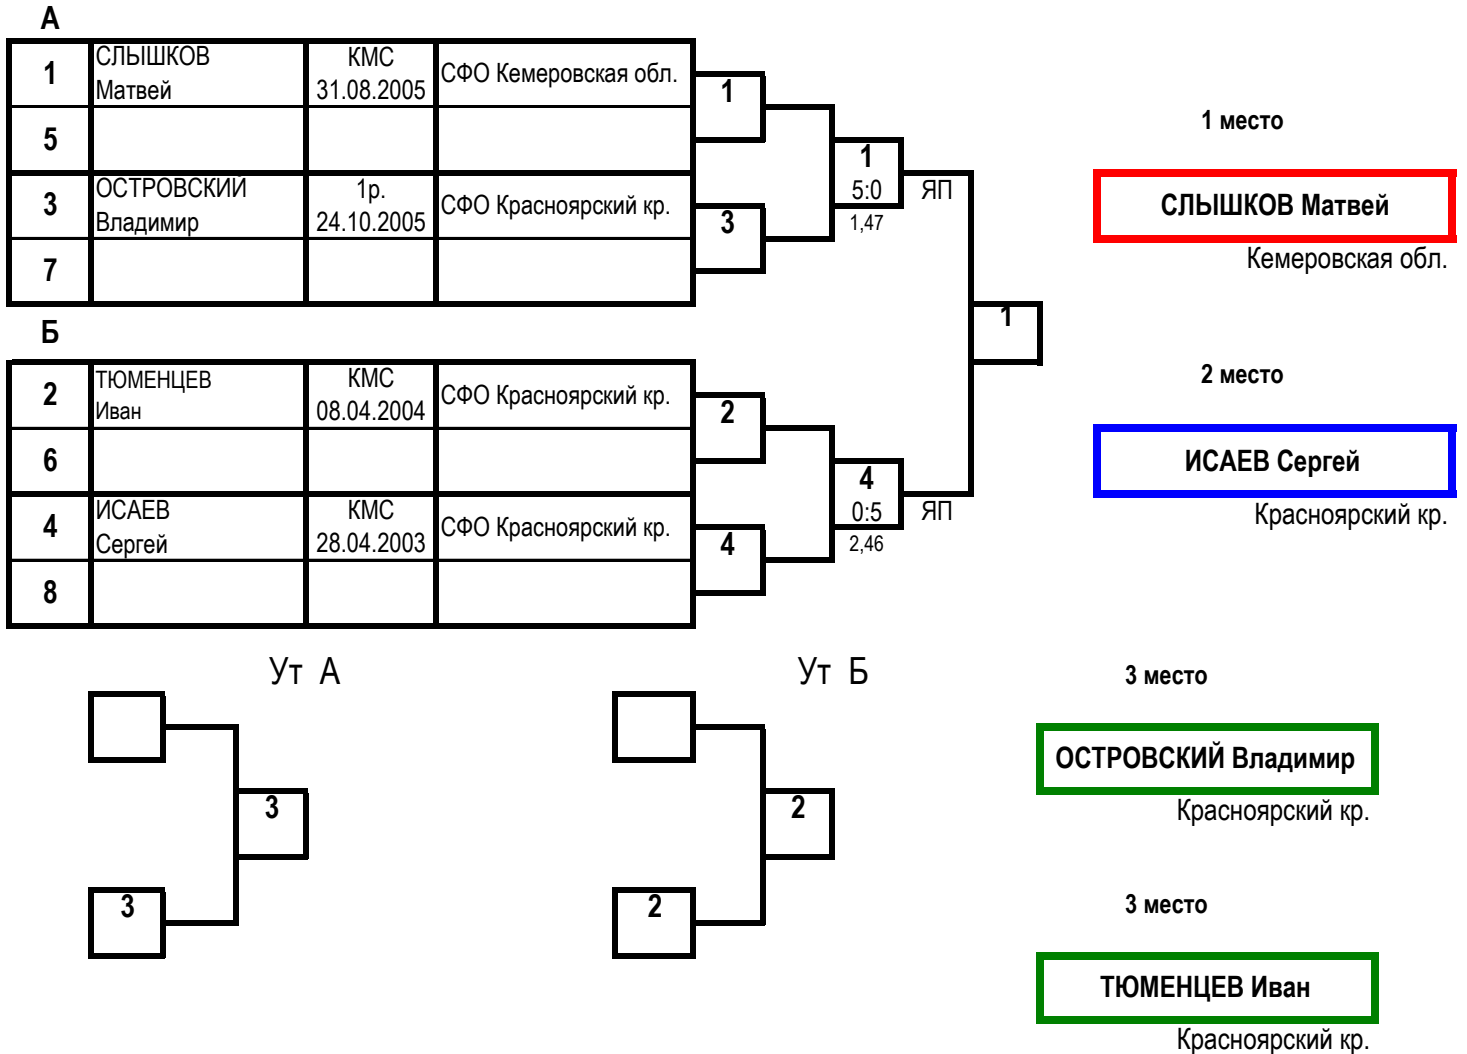 А
1 СЛЫШКОВ Матвей КМС 31.08.2005 СФО Кемеровская обл.
5
3 ОСТРОВСКИЙ Владимир 1р. 24.10.2005 СФО Красноярский кр.
7
1
3
1
5:0
1,47
ЯП
1
Б
2 ТЮМЕНЦЕВ Иван КМС 08.04.2004 СФО Красноярский кр.
6
4 ИСАЕВ Сергей КМС 28.04.2003 СФО Красноярский кр.
8
2
4
4
0:5
2,46
ЯП
1 место
СЛЫШКОВ Матвей
Кемеровская обл.
2 место
ИСАЕВ Сергей
Красноярский кр.
Ут А
3
3
Ут Б
2
2
3 место
ОСТРОВСКИЙ Владимир
Красноярский кр.
3 место
ТЮМЕНЦЕВ Иван
Красноярский кр.